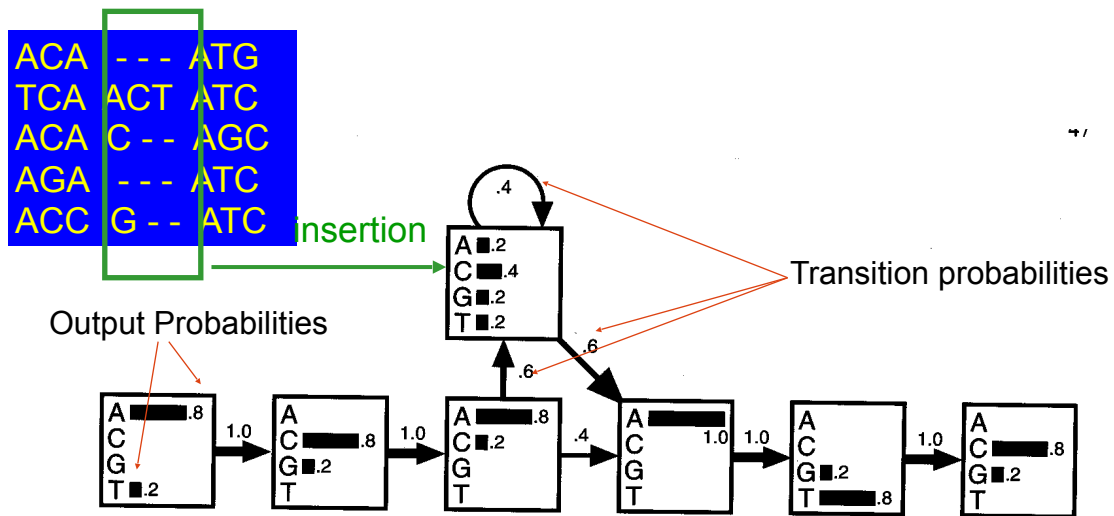 ACA - - - ATG
TCA ACT ATC
ACA C - - AGC
AGA - - - ATC
ACC G - - ATC
insertion
.4
A .2
C .4
G .2
T .2
Transition probabilities
Output Probabilities
.6
.6
A .8
C
G
T .2
1.0
A
C .8
G .2
T
1.0
A .8
C .2
G
T
.4
A 1.0
C
G
T
1.0
A
C
G .2
T .8
1.0
A
C .8
G .2
T